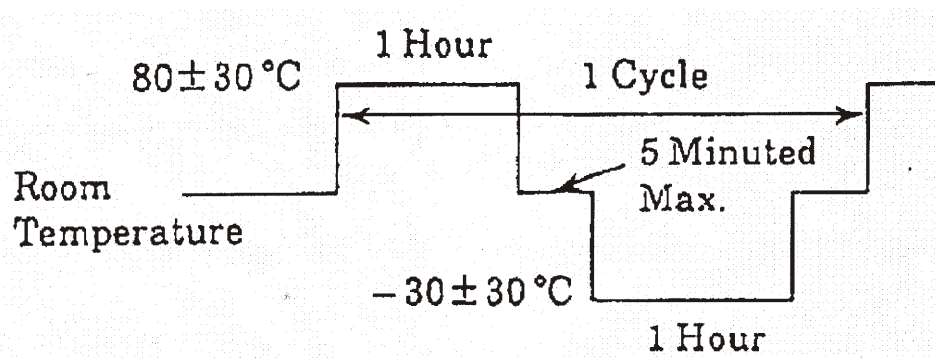 1 Hour
80±30°C
1 Cycle
5 Minuted
Max.
Room
Temperature
−30±30°C
1 Hour